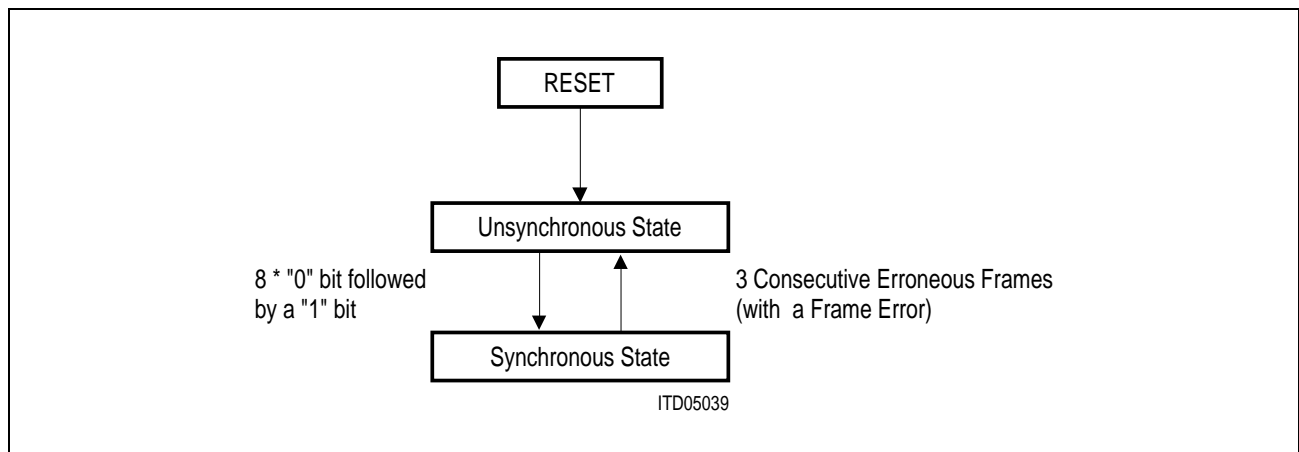 RESET
Unsynchronous State
8 * "0" bit followed
by a "1" bit
3 Consecutive Erroneous Frames
(with a Frame Error)
Synchronous State
ITD05039